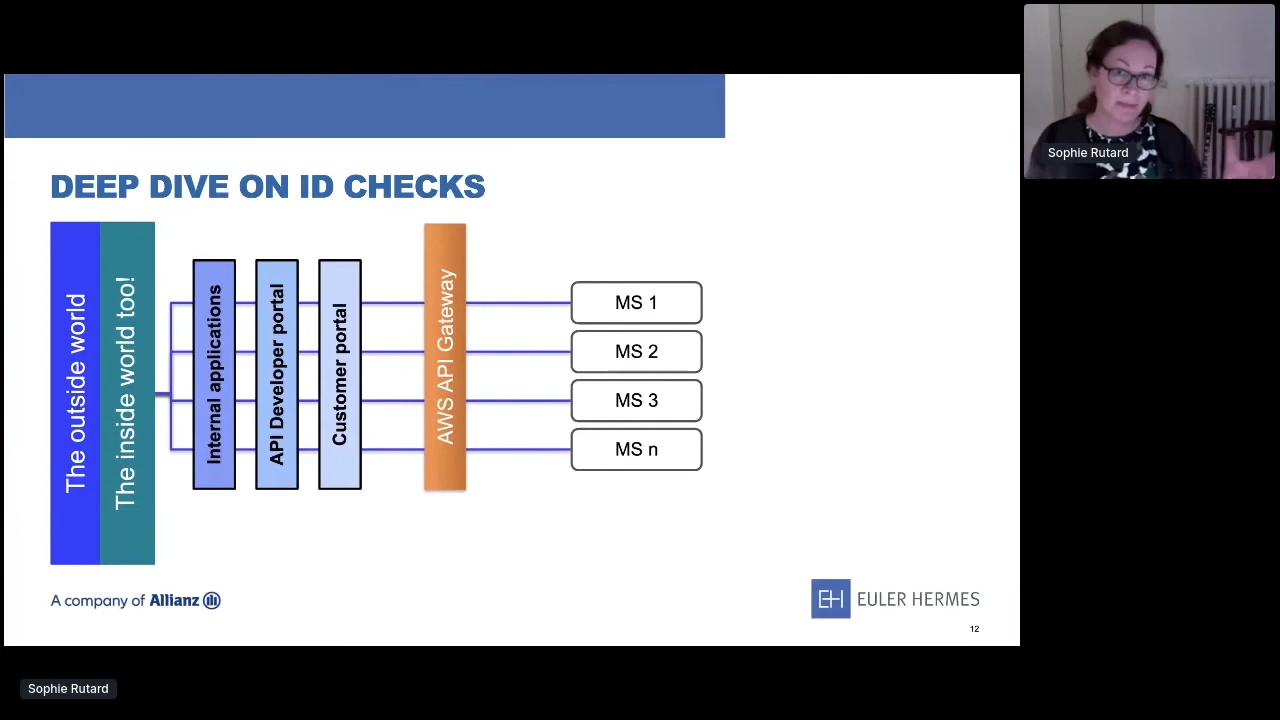 Sophie Rutard
DEEP DIVE ON ID CHECKS
The outside world
The inside world too!
Internal applications
API Developer portal
Customer portal
AWS API Gateway
MS 1
MS 2
MS 3
MS n
A company of Allianz
EH EULER HERMES
12
Sophie Rutard